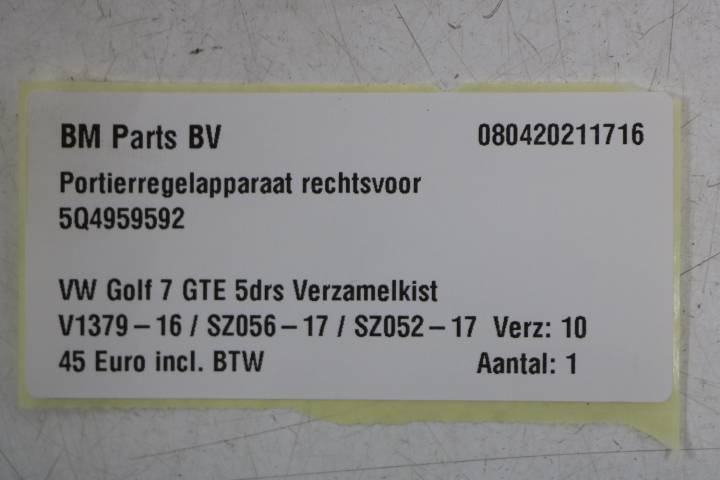 BM Parts BV 080420211716
Portierregelapparaat rechtsvoor
5Q4959592
VW Golf 7 GTE 5drs Verzamelkist
V1379-16 / SZ056-17 / SZ052-17 Verz: 10
45 Euro incl. BTW Aantal: 1